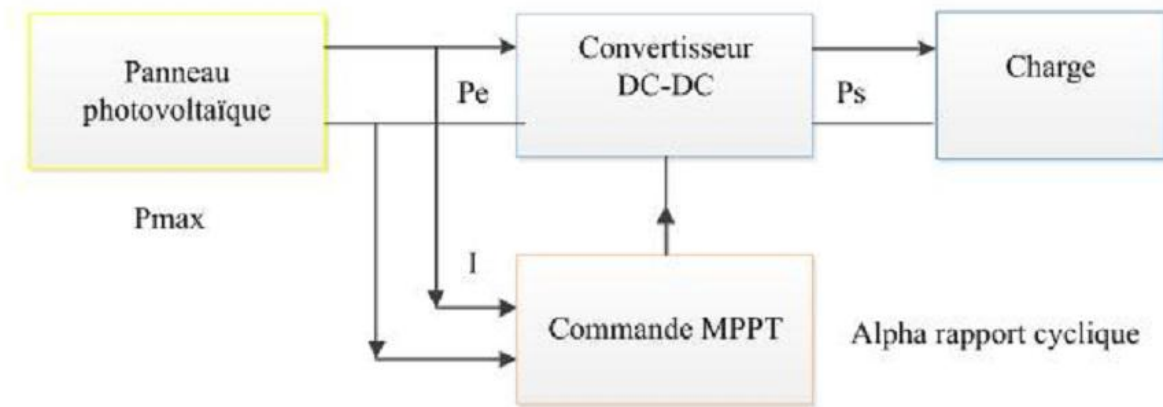 Panneau
photovoltaïque
Pe
Convertisseur
DC-DC
Ps
Charge
Pmax
I
Commande MPPT
Alpha rapport cyclique